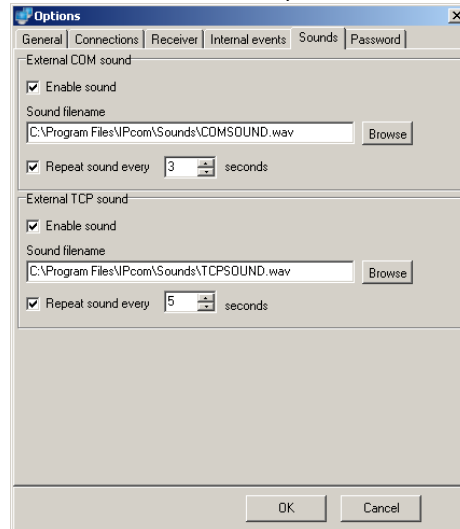 Options
General Connections Receiver Internal events Sounds Password
External COM sound
Enable sound
Sound filename
C:\Program Files\IPcom\Sounds\COMSOUND.wav Browse
Repeat sound every 3 seconds
External TCP sound
Enable sound
Sound filename
C:\Program Files\IPcom\Sounds\TCPSOUND.wav Browse
Repeat sound every 5 seconds
OK Cancel